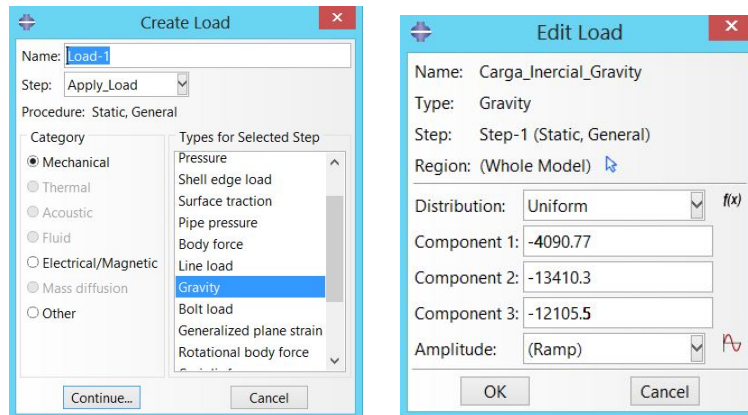 Create Load
Name: Load-1
Step: Apply_Load
Procedure: Static, General
Category
Mechanical
Thermal
Acoustic
Fluid
Electrical/Magnetic
Mass diffusion
Other
Types for Selected Step
Pressure
Shell edge load
Surface traction
Pipe pressure
Body force
Line load
Gravity
Bolt load
Generalized plane strain
Rotational body force
Continue...
Cancel
Edit Load
Name: Carga_Inercial_Gravity
Type: Gravity
Step: Step-1 (Static, General)
Region: (Whole Model)
Distribution: Uniform f(x)
Component 1: -4090.77
Component 2: -13410.3
Component 3: -12105.5
Amplitude: (Ramp)
OK
Cancel